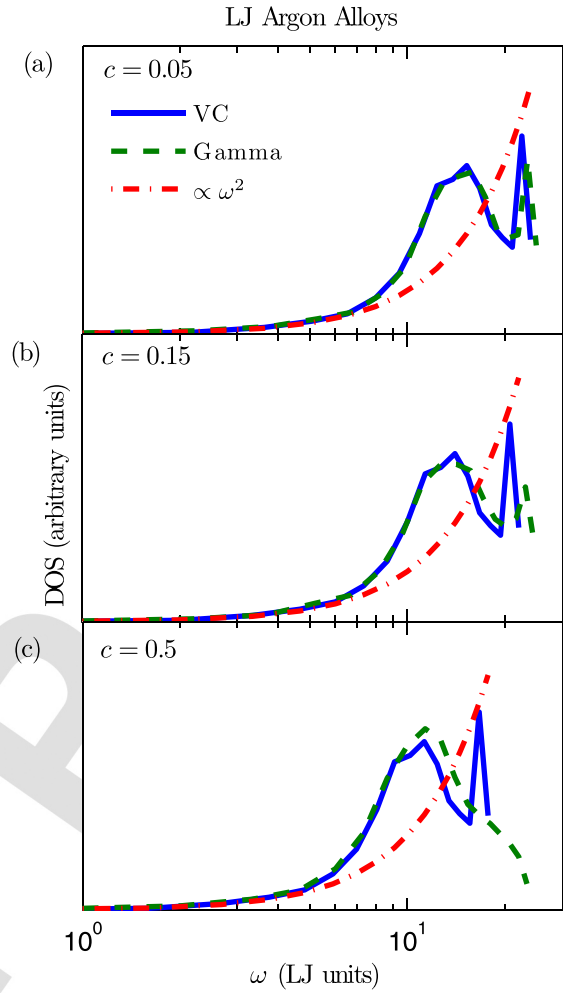 LJ Argon Alloys
(a)
c = 0.05
VC
Gamma
∝ ω²
(b)
c = 0.15
DOS (arbitrary units)
(c)
c = 0.5
10⁰
10¹
ω (LJ units)